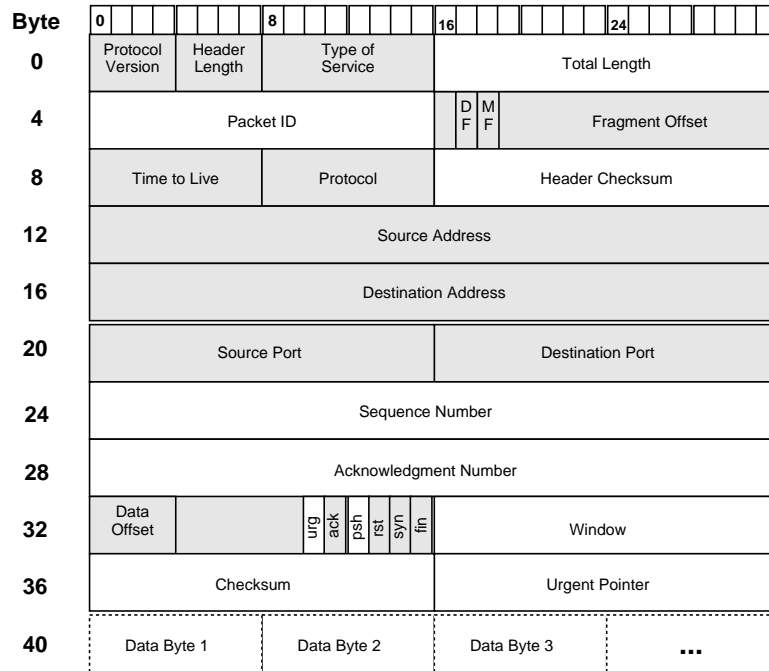 Byte 0 8 16 24
0 Protocol Version Header Length Type of Service Total Length
4 Packet ID D F M F Fragment Offset
8 Time to Live Protocol Header Checksum
12 Source Address
16 Destination Address
20 Source Port Destination Port
24 Sequence Number
28 Acknowledgment Number
32 Data Offset urg ack psh rst syn fin Window
36 Checksum Urgent Pointer
40 Data Byte 1 Data Byte 2 Data Byte 3 ...